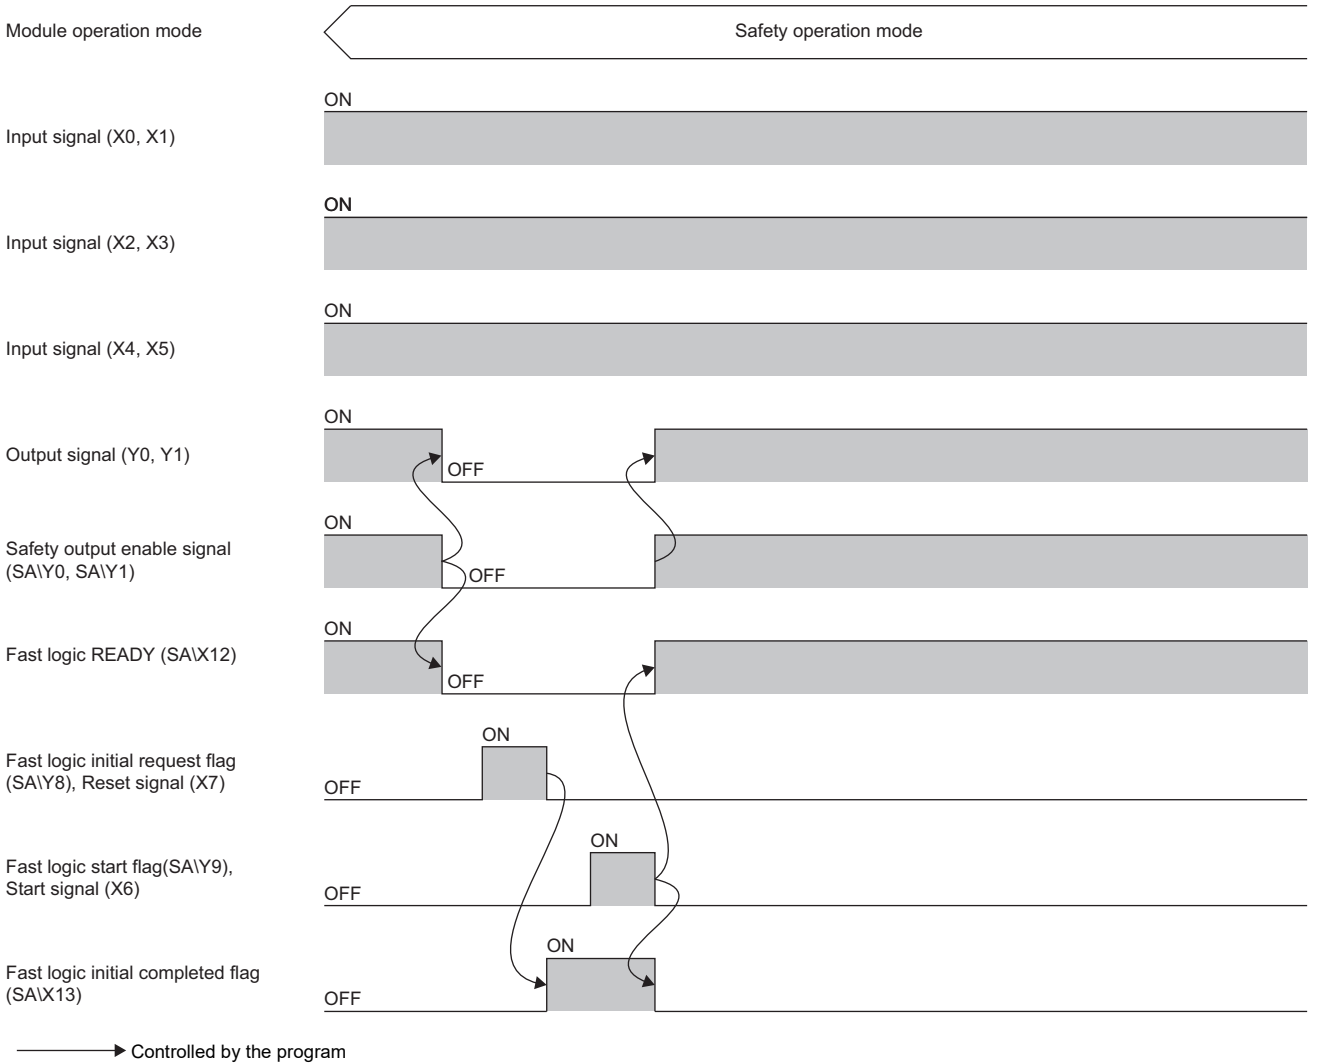 Module operation mode
Safety operation mode
ON
Input signal (X0, X1)
ON
Input signal (X2, X3)
ON
Input signal (X4, X5)
ON
Output signal (Y0, Y1)
OFF
ON
Safety output enable signal
(SA\Y0, SA\Y1)
OFF
ON
Fast logic READY (SA\X12)
OFF
ON
Fast logic initial request flag
(SA\Y8), Reset signal (X7)
OFF
ON
Fast logic start flag(SA\Y9),
Start signal (X6)
OFF
ON
Fast logic initial completed flag
(SA\X13)
OFF
Controlled by the program